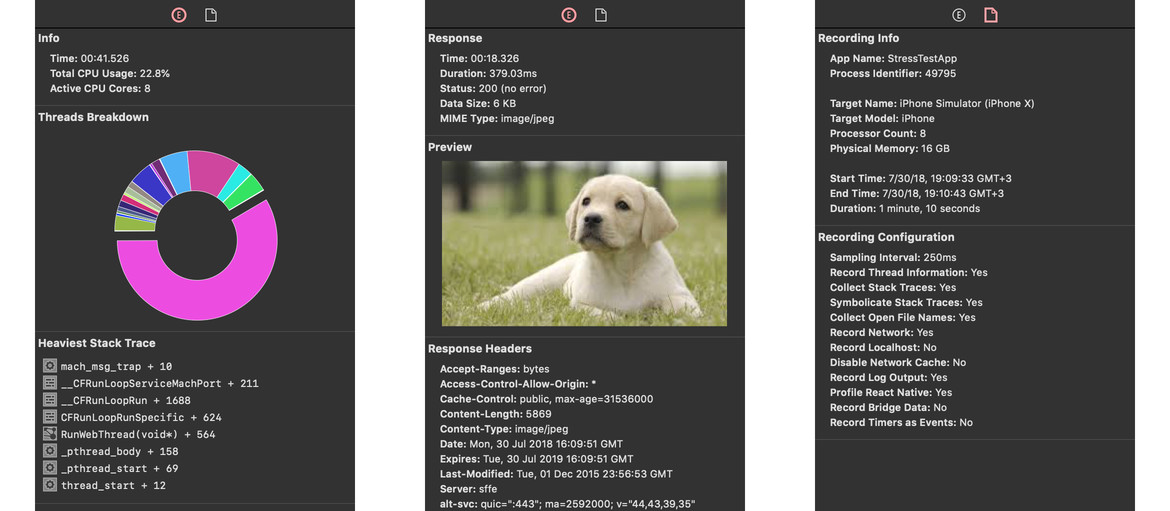 Info
Time: 00:41.526
Total CPU Usage: 22.8%
Active CPU Cores: 8
Threads Breakdown
Heaviest Stack Trace
mach_msg_trap + 10
__CFRunLoopServiceMachPort + 211
__CFRunLoopRun + 1688
CFRunLoopRunSpecific + 624
RunWebThread(void*) + 564
_pthread_body + 158
_pthread_start + 69
thread_start + 12
Response
Time: 00:18.326
Duration: 379.03ms
Status: 200 (no error)
Data Size: 6 KB
MIME Type: image/jpeg
Preview
Response Headers
Accept-Ranges: bytes
Access-Control-Allow-Origin: *
Cache-Control: public, max-age=31536000
Content-Length: 5869
Content-Type: image/jpeg
Date: Mon, 30 Jul 2018 16:09:51 GMT
Expires: Tue, 30 Jul 2019 16:09:51 GMT
Last-Modified: Tue, 01 Dec 2015 23:56:53 GMT
Server: sffe
alt-svc: quic=":443"; ma=2592000; v="44,43,39,35"
Recording Info
App Name: StressTestApp
Process Identifier: 49795
Target Name: iPhone Simulator (iPhone X)
Target Model: iPhone
Processor Count: 8
Physical Memory: 16 GB
Start Time: 7/30/18, 19:09:33 GMT+3
End Time: 7/30/18, 19:10:43 GMT+3
Duration: 1 minute, 10 seconds
Recording Configuration
Sampling Interval: 250ms
Record Thread Information: Yes
Collect Stack Traces: Yes
Symbolicate Stack Traces: Yes
Collect Open File Names: Yes
Record Network: Yes
Record Localhost: No
Disable Network Cache: No
Record Log Output: Yes
Profile React Native: Yes
Record Bridge Data: No
Record Timers as Events: No